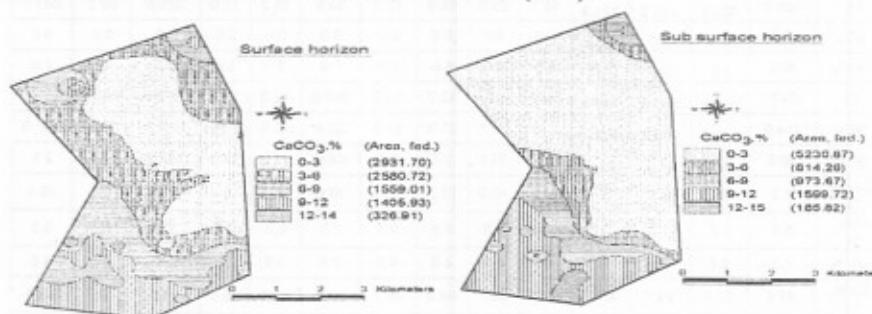 Surface horizon
CaCO3.% (Area, fed.)
0-3 (2931.70)
3-6 (2580.72)
6-9 (1559.01)
9-12 (1405.93)
12-14 (326.91)
0 1 2 3 Kilometers
Sub surface horizon
CaCO3.% (Area, fed.)
0-3 (5230.87)
3-6 (814.28)
6-9 (973.67)
9-12 (1599.72)
12-15 (185.82)
0 1 2 3 Kilometers